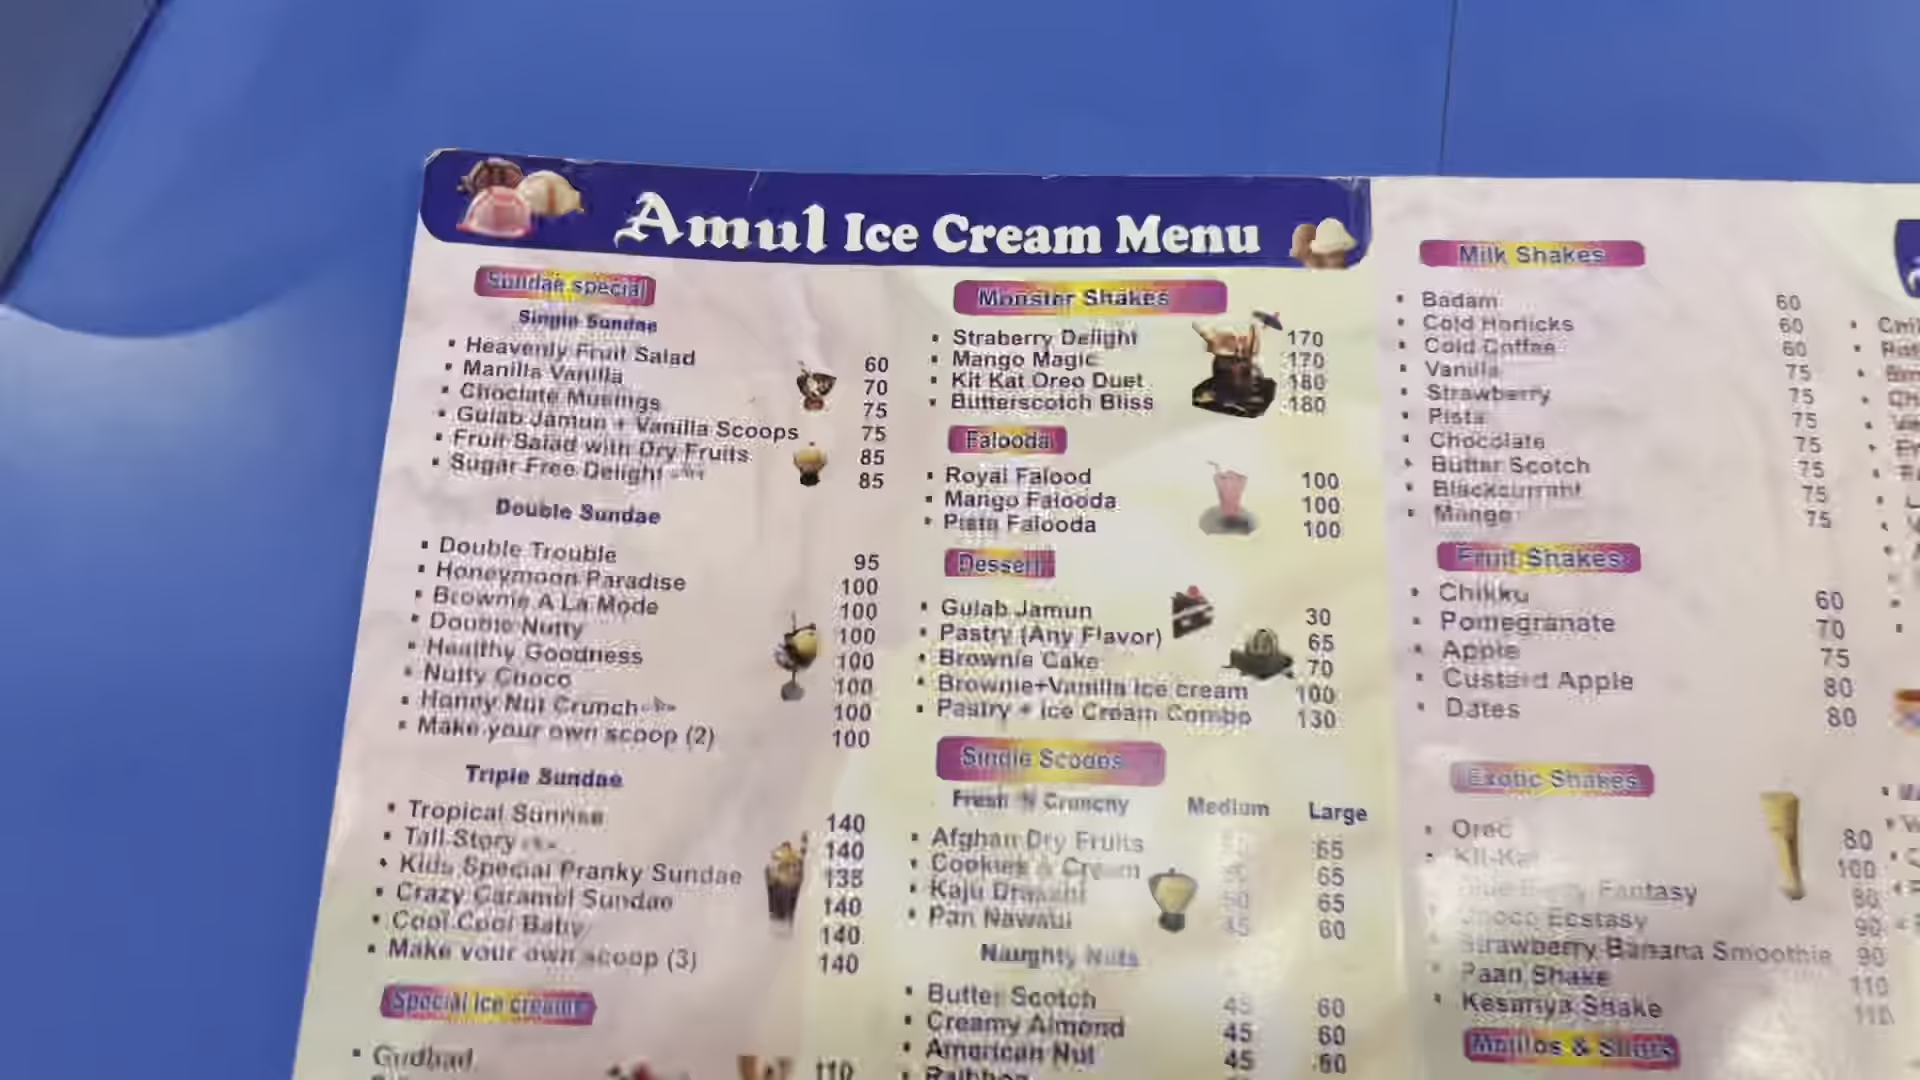 Amul Ice Cream Menu
Sundae special
Single Sundae
Heavenly Fruit Salad 60
Manilla Vanilla 70
Choclate Musings 75
Gulab Jamun + Vanilla Scoops 75
Fruit Salad with Dry Fruits 85
Sugar Free Delight 85
Double Sundae
Double Trouble 95
Honeymoon Paradise 100
Brownie A La Mode 100
Double Nutty 100
Healthy Goodness 100
Nutty Choco 100
Honey Nut Crunch 100
Make your own scoop (2) 100
Triple Sundae
Tropical Sunrise 140
Tall Story 140
Kids Special Pranky Sundae 135
Crazy Caramel Sundae 140
Cool Cool Baby 140
Make your own scoop (3) 140
Special Ice creams
Gudbad 110
Monster Shakes
Straberry Delight 170
Mango Magic 170
Kit Kat Oreo Duet 180
Butterscotch Bliss 180
Falooda
Royal Falood 100
Mango Falooda 100
Pista Falooda 100
Dessert
Gulab Jamun 30
Pastry (Any Flavor) 65
Brownie Cake 70
Brownie+Vanilla Ice cream 100
Pastry + Ice Cream Combo 130
Single Scoops
Fresh N Crunchy Medium Large
Afghan Dry Fruits 65
Cookies & Cream 65
Kaju Draksh 50 65
Pan Nawabi 45 60
Naughty Nuts
Butter Scotch 45 60
Creamy Almond 45 60
American Nut 45 60
Milk Shakes
Badam 60
Cold Horlicks 60
Cold Coffee 60
Vanilla 75
Strawberry 75
Pista 75
Chocolate 75
Butter Scotch 75
Blackcurrant 75
Mango 75
Fruit Shakes
Chikku 60
Pomegranate 70
Apple 75
Custard Apple 80
Dates 80
Exotic Shakes
Oreo 80
Kit-Kat 100
Fantasy 80
Choco Ecstasy 90
Strawberry Banana Smoothie 90
Paan Shake 110
Kesariya Shake 110